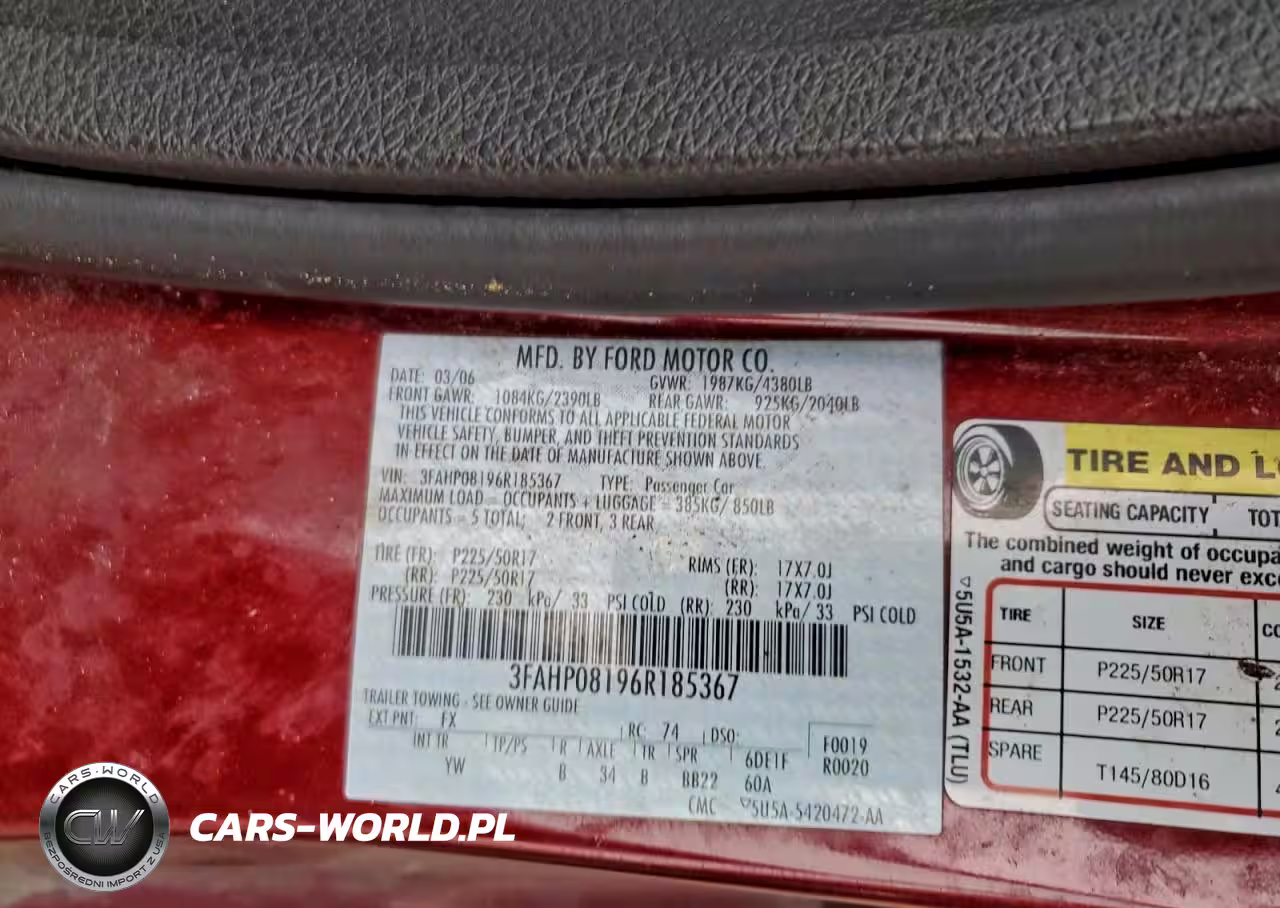 MFD. BY FORD MOTOR CO.
DATE: 03/06 GVWR: 1987KG/4380LB
FRONT GAWR: 1084KG/2390LB REAR GAWR: 925KG/2040LB
THIS VEHICLE CONFORMS TO ALL APPLICABLE FEDERAL MOTOR
VEHICLE SAFETY, BUMPER, AND THEFT PREVENTION STANDARDS
IN EFFECT ON THE DATE OF MANUFACTURE SHOWN ABOVE.
VIN: 3FAHP08196R185367 TYPE: Passenger Car
MAXIMUM LOAD = OCCUPANTS + LUGGAGE = 385KG/ 850LB
OCCUPANTS = 5 TOTAL; 2 FRONT, 3 REAR
TIRE (FR): P225/50R17 RIMS (FR): 17X7.0J
(RR): P225/50R17 (RR): 17X7.0J
PRESSURE (FR): 230 kPa/ 33 PSI COLD (RR): 230 kPa/ 33 PSI COLD
3FAHP08196R185367
TRAILER TOWING - SEE OWNER GUIDE
EXT PNT: FX RC: 74 DSO:
INT TR TP/PS R AXLE TR SPR 6DE1F F0019
YW B 34 B BB22 60A R0020
CMC ▽5U5A-5420472-AA
TIRE AND L
SEATING CAPACITY TOT
The combined weight of occupa
and cargo should never exce
TIRE SIZE CO
FRONT P225/50R17
REAR P225/50R17
SPARE T145/80D16
▽5U5A-1532-AA (TLU)
CARS-WORLD
CW
BEZPOŚREDNI IMPORT Z USA
CARS-WORLD.PL